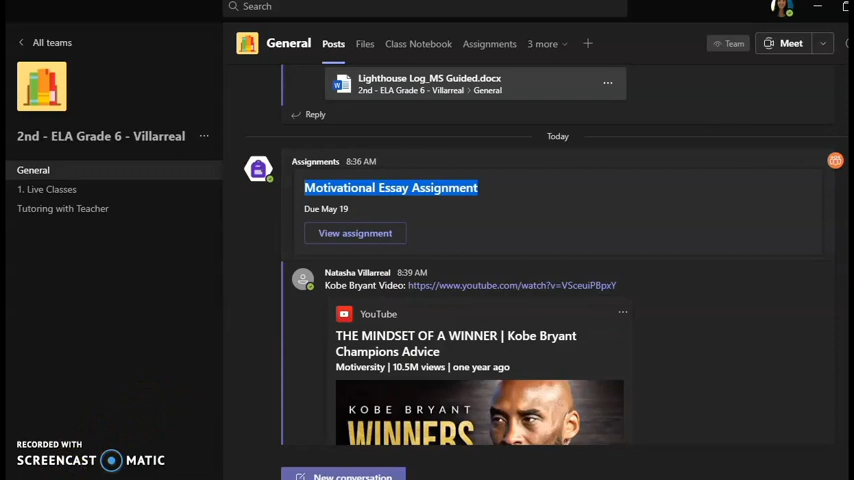 Search
All teams
General
Posts
Files
Class Notebook
Assignments
3 more
Team
Meet
2nd - ELA Grade 6 - Villarreal
General
1. Live Classes
Tutoring with Teacher
Lighthouse Log_MS Guided.docx
2nd - ELA Grade 6 - Villarreal > General
Reply
Today
Assignments 8:36 AM
Motivational Essay Assignment
Due May 19
View assignment
Natasha Villarreal 8:39 AM
Kobe Bryant Video: https://www.youtube.com/watch?v=VSceuiPBpxY
YouTube
THE MINDSET OF A WINNER | Kobe Bryant
Champions Advice
Motiversity | 10.5M views | one year ago
KOBE BRYANT
WINNERS
New conversation
RECORDED WITH
SCREENCAST MATIC